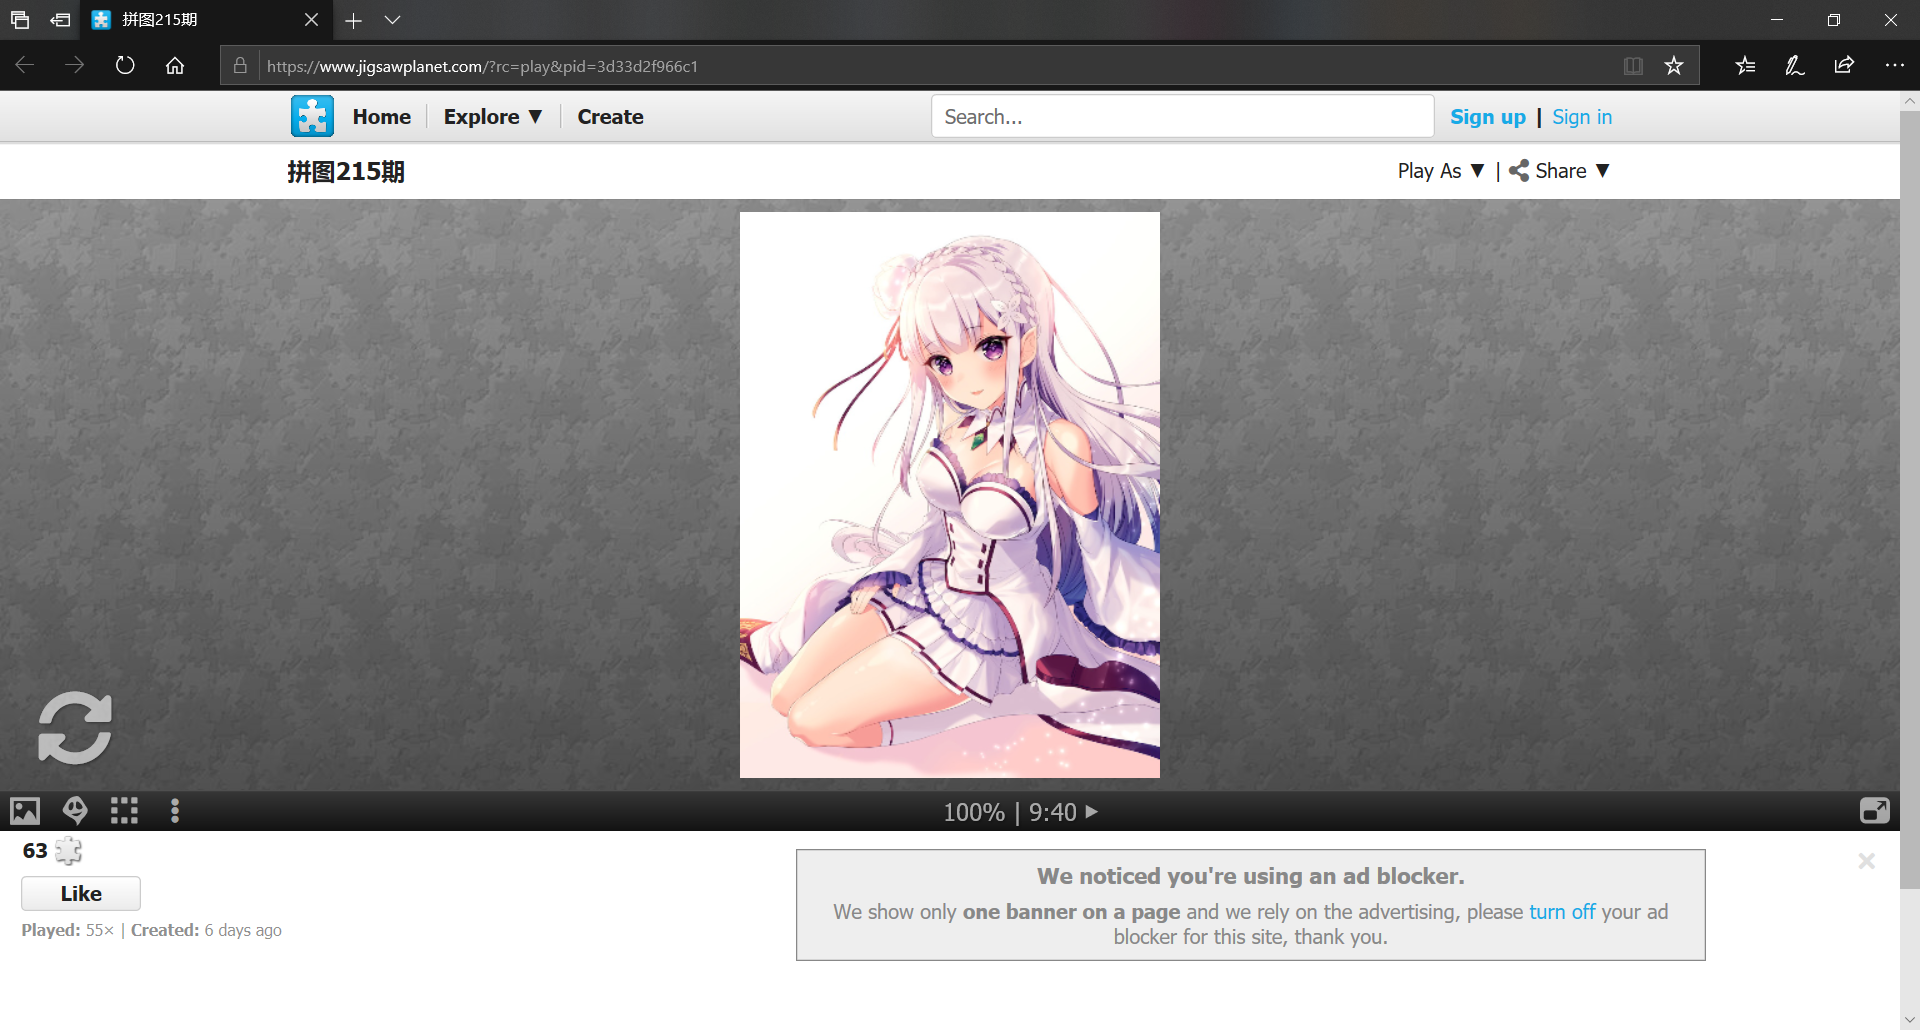 拼图215期
https://www.jigsawplanet.com/?rc=play&pid=3d33d2f966c1
Home
Explore ▼
Create
Search...
Sign up | Sign in
拼图215期
Play As ▼ | Share ▼
100% | 9:40
63
Like
Played: 55× | Created: 6 days ago
We noticed you're using an ad blocker.
We show only one banner on a page and we rely on the advertising, please turn off your ad
blocker for this site, thank you.